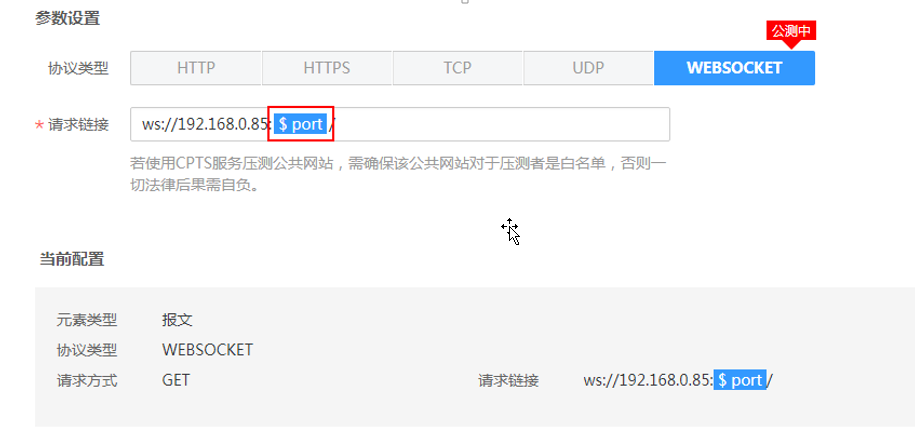 参数设置
公测中
协议类型 HTTP HTTPS TCP UDP WEBSOCKET
* 请求链接 ws://192.168.0.85: $ port /
若使用CPTS服务压测公共网站，需确保该公共网站对于压测者是白名单，否则一
切法律后果需自负。
当前配置
元素类型 报文
协议类型 WEBSOCKET
请求方式 GET 请求链接 ws://192.168.0.85: $ port /